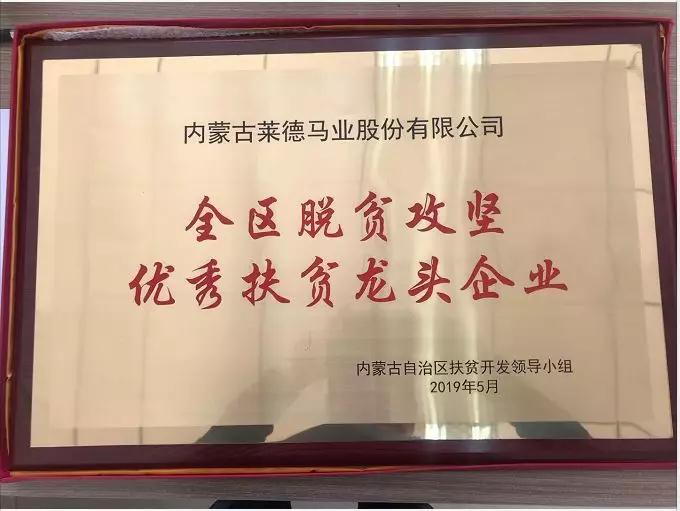 内蒙古莱德马业股份有限公司
全区脱贫攻坚
优秀扶贫龙头企业
内蒙古自治区扶贫开发领导小组
2019年5月